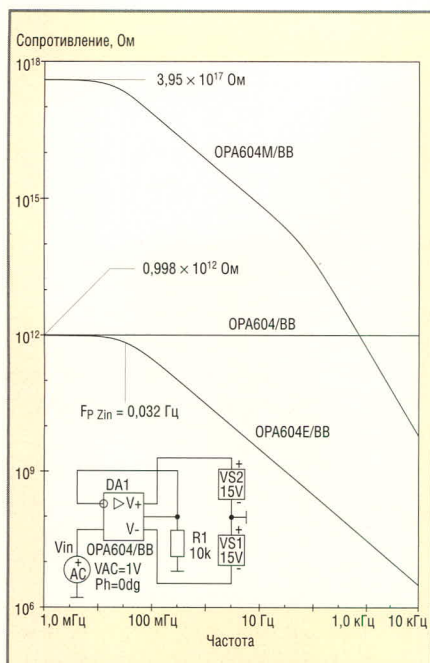 Сопротивление, Ом
10¹⁸
3,95 × 10¹⁷ Ом
OPA604M/BB
10¹⁵
0,998 × 10¹² Ом
10¹²
OPA604/BB
F_P Zin = 0,032 Гц
OPA604E/BB
10⁹
DA1
V+
V-
OPA604/BB
Vin
+
AC
VAC=1V
Ph=0dg
R1
10k
+
VS2
15V
-
+
VS1
15V
-
10⁶
1,0 мГц 100 мГц 10 Гц 1,0 кГц 10 кГц
Частота